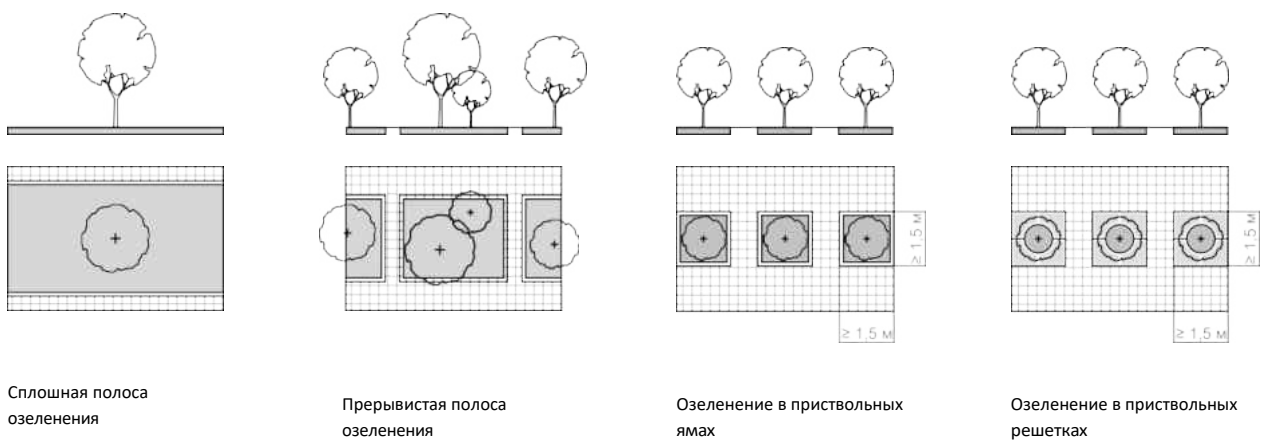 ≥ 1,5 м
≥ 1,5 м
≥ 1,5 м
≥ 1,5 м
Сплошная полоса
озеленения
Прерывистая полоса
озеленения
Озеленение в приствольных
ямах
Озеленение в приствольных
решетках